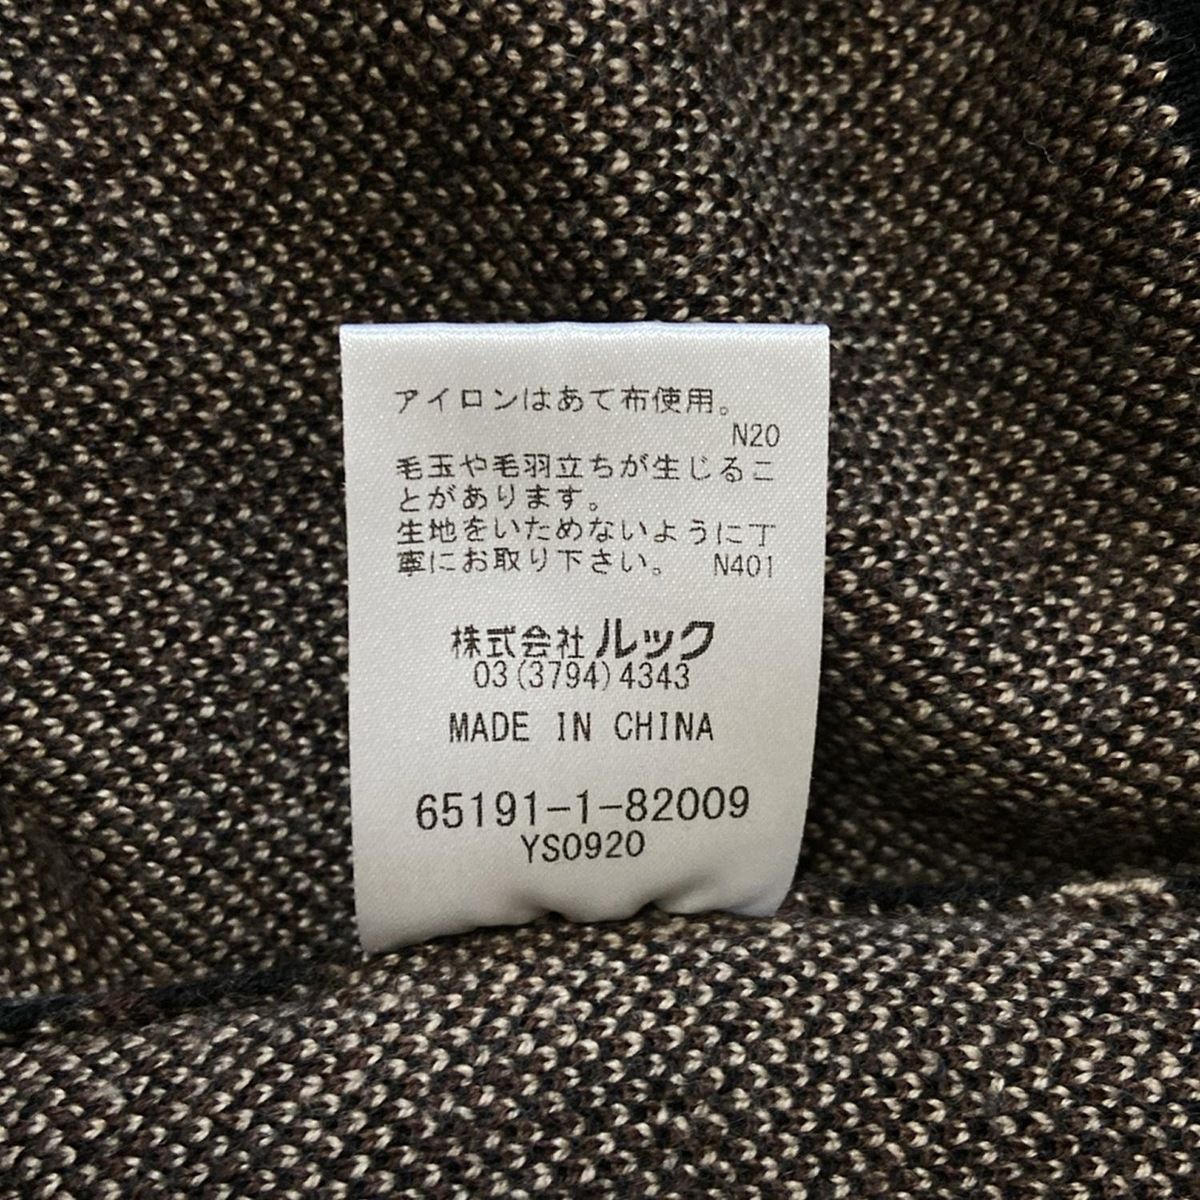 アイロンはあて布使用。
N20
毛玉や毛羽立ちが生じるこ
とがあります。
生地をいためないように丁
寧にお取り下さい。 N401
株式会社 ルック
03(3794)4343
MADE IN CHINA
65191-1-82009
YS0920